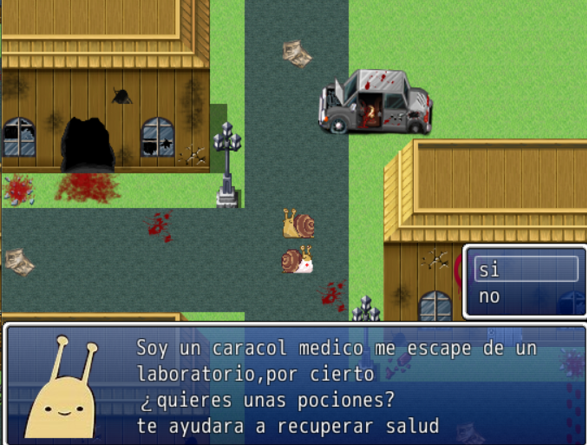 si
no
Soy un caracol medico me escape de un
laboratorio,por cierto
¿quieres unas pociones?
te ayudara a recuperar salud